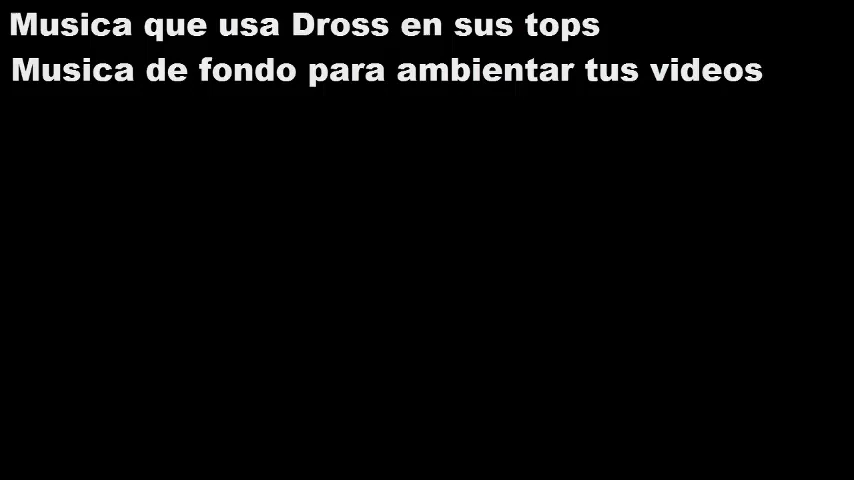 Musica que usa Dross en sus tops
Musica de fondo para ambientar tus videos